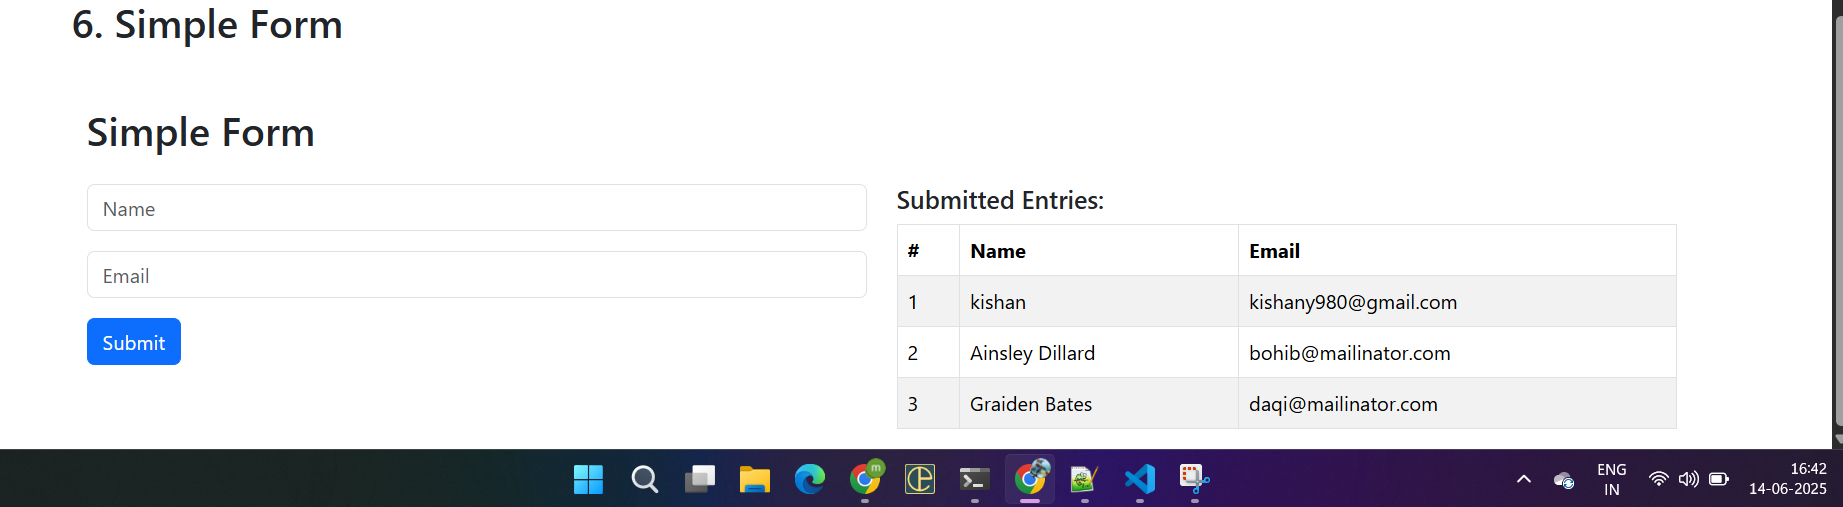 6. Simple Form
Simple Form
Name
Email
Submit
Submitted Entries:
# Name Email
1 kishan kishany980@gmail.com
2 Ainsley Dillard bohib@mailinator.com
3 Graiden Bates daqi@mailinator.com
m
ENG
IN
16:42
14-06-2025